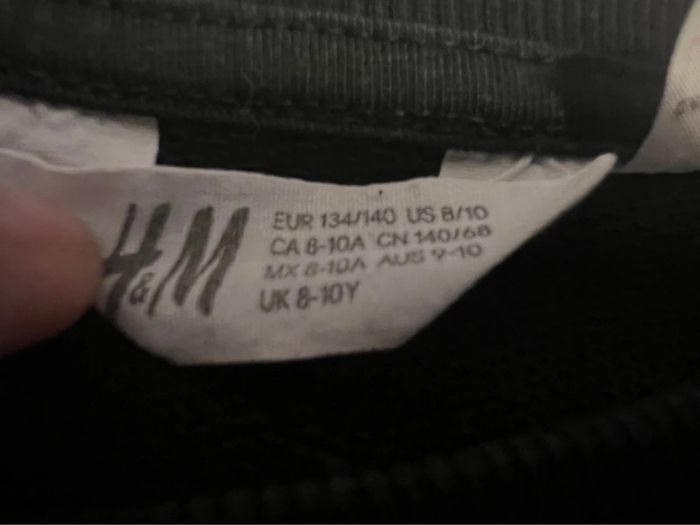 H&M
EUR 134/140 US 8/10
CA 8-10A CN 140/68
MX 8-10A AUS 9-10
UK 8-10Y